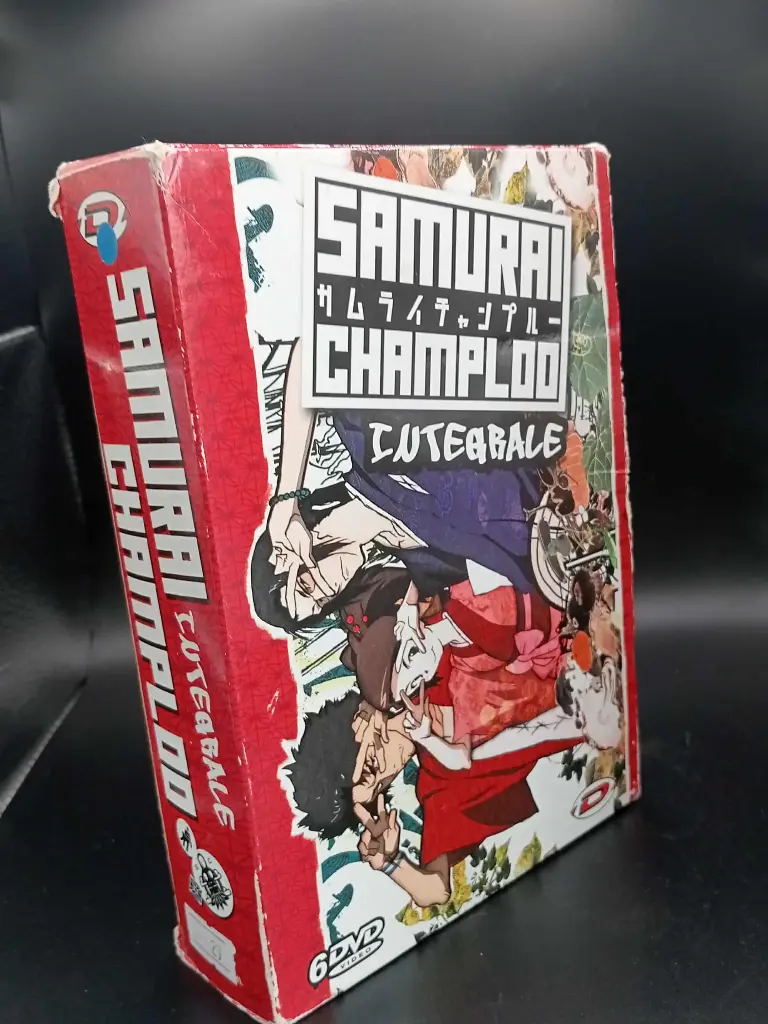 SAMURAI
サムライチャンプルー
CHAMPLOO
INTEGRALE
6 DVD
VIDEO
D
D
SAMURAI
CHAMPLOO
INTEGRALE